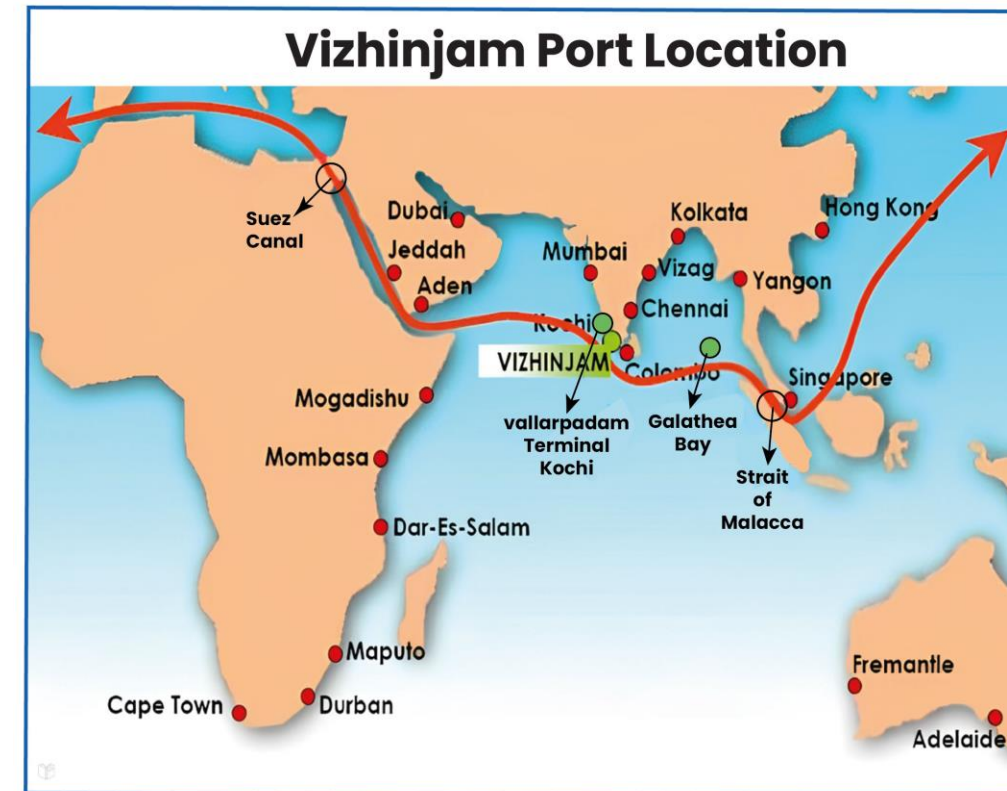 Vizhinjam Port Location
Suez
Canal
Dubai
Jeddah
Aden
Mumbai
Kolkata
Vizag
Chennai
Yangon
Hong Kong
Kochi
VIZHINJAM
Colombo
Singapore
vallarpadam
Terminal
Kochi
Galathea
Bay
Strait
of
Malacca
Mogadishu
Mombasa
Dar-Es-Salam
Maputo
Cape Town
Durban
Fremantle
Adelaide